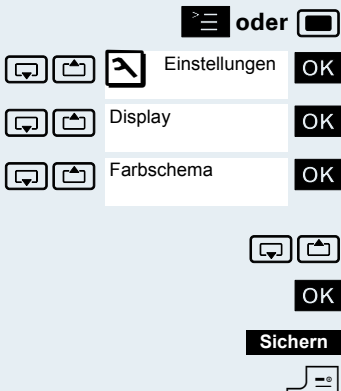 oder
Einstellungen OK
Display OK
Farbschema OK
OK
Sichern